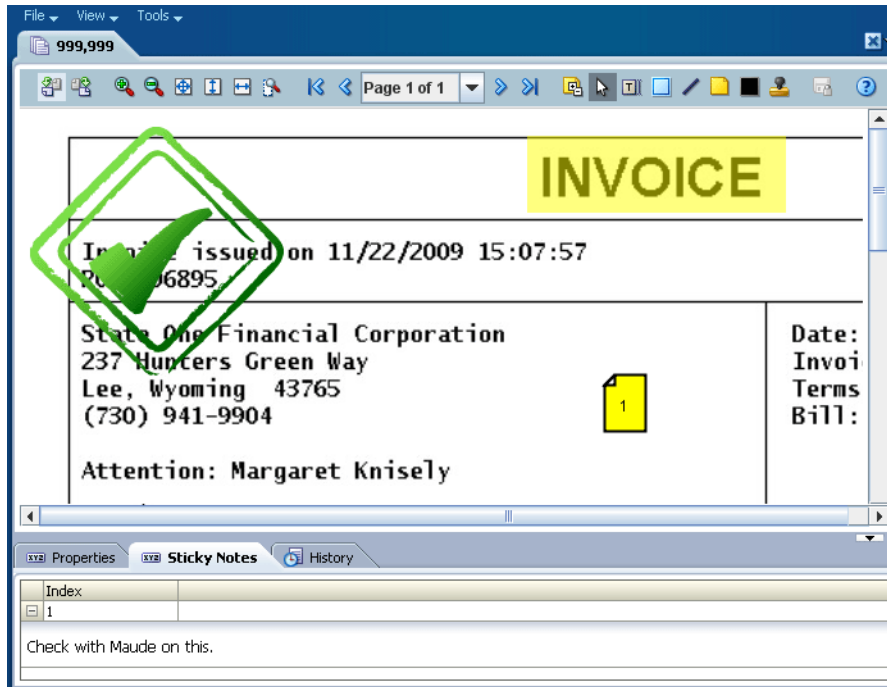 File View Tools
999,999
Page 1 of 1
INVOICE
issued on 11/22/2009 15:07:57
State One Financial Corporation
237 Hunters Green Way
Lee, Wyoming 43765
(730) 941-9904
1
Attention: Margaret Knisely
Date:
Invoi
Terms
Bill:
Properties Sticky Notes History
Index
1
Check with Maude on this.